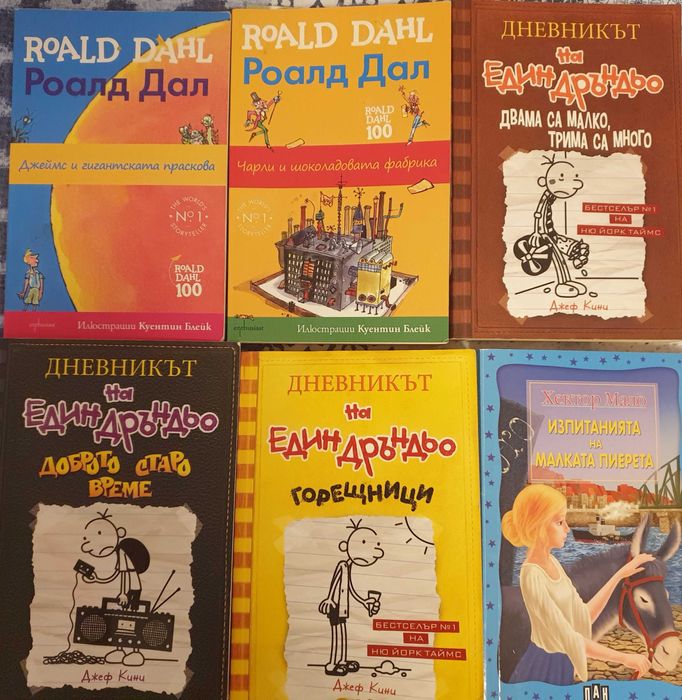 ROALD DAHL
Роалд Дал
Джеймс и гигантската праскова
THE WORLD'S
Nº1
STORYTELLER
ROALD
DAHL
100
enthusiast
Илюстрации Куентин Блейк
ROALD DAHL
Роалд Дал
ROALD
DAHL
100
Чарли и шоколадовата фабрика
THE WORLD'S
Nº1
STORYTELLER
enthusiast
Илюстрации Куентин Блейк
ДНЕВНИКЪТ
на
ЕДИН ДРЪНДЬО
ДВАМА СА МАЛКО,
ТРИМА СА МНОГО
БЕСТСЕЛЪР №1
НА
НЮ ЙОРК ТАЙМС
Джеф Кини
ДНЕВНИКЪТ
на
ЕДИН ДРЪНДЬО
ДОБРОТО СТАРО
ВРЕМЕ
Джеф Кини
ДНЕВНИКЪТ
на
ЕДИН ДРЪНДЬО
ГОРЕЩНИЦИ
БЕСТСЕЛЪР №1
НА
НЮ ЙОРК ТАЙМС
Джеф Кини
Хектор Мало
ИЗПИТАНИЯТА
НА
МАЛКАТА ПИЕРЕТА
ПАН